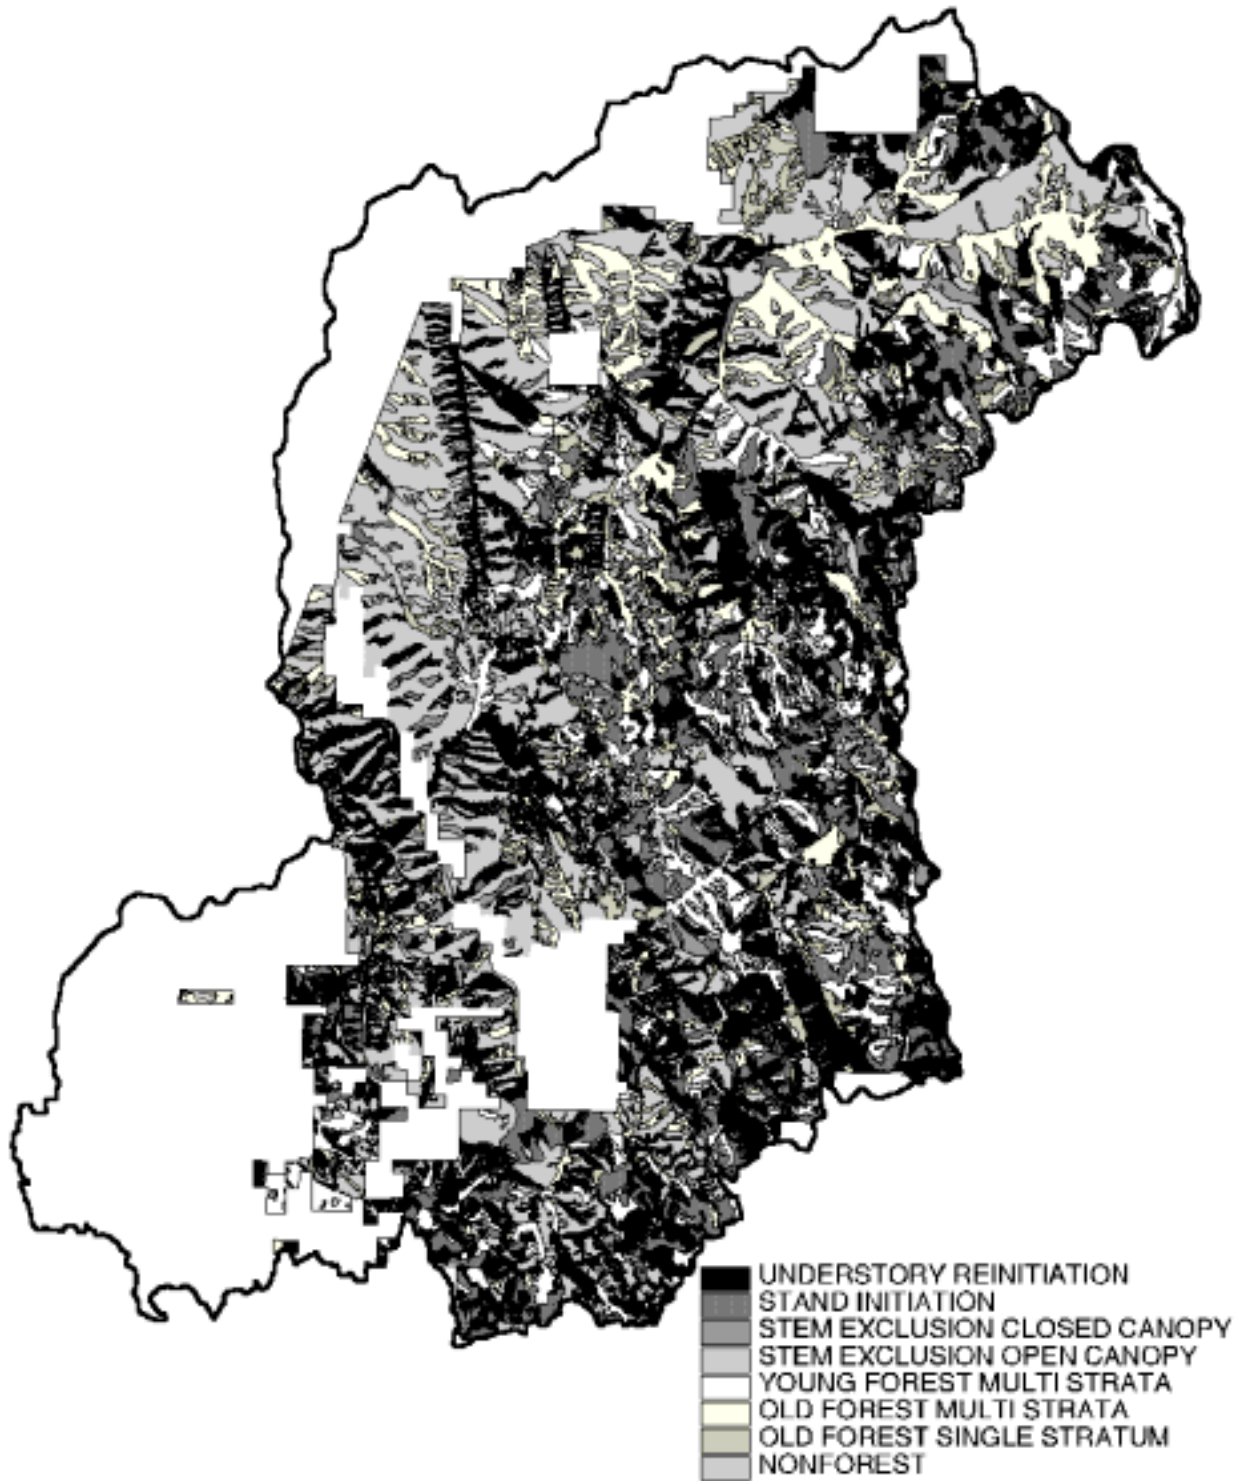 UNDERSTORY REINITIATION
STAND INITIATION
STEM EXCLUSION CLOSED CANOPY
STEM EXCLUSION OPEN CANOPY
YOUNG FOREST MULTI STRATA
OLD FOREST MULTI STRATA
OLD FOREST SINGLE STRATUM
NONFOREST